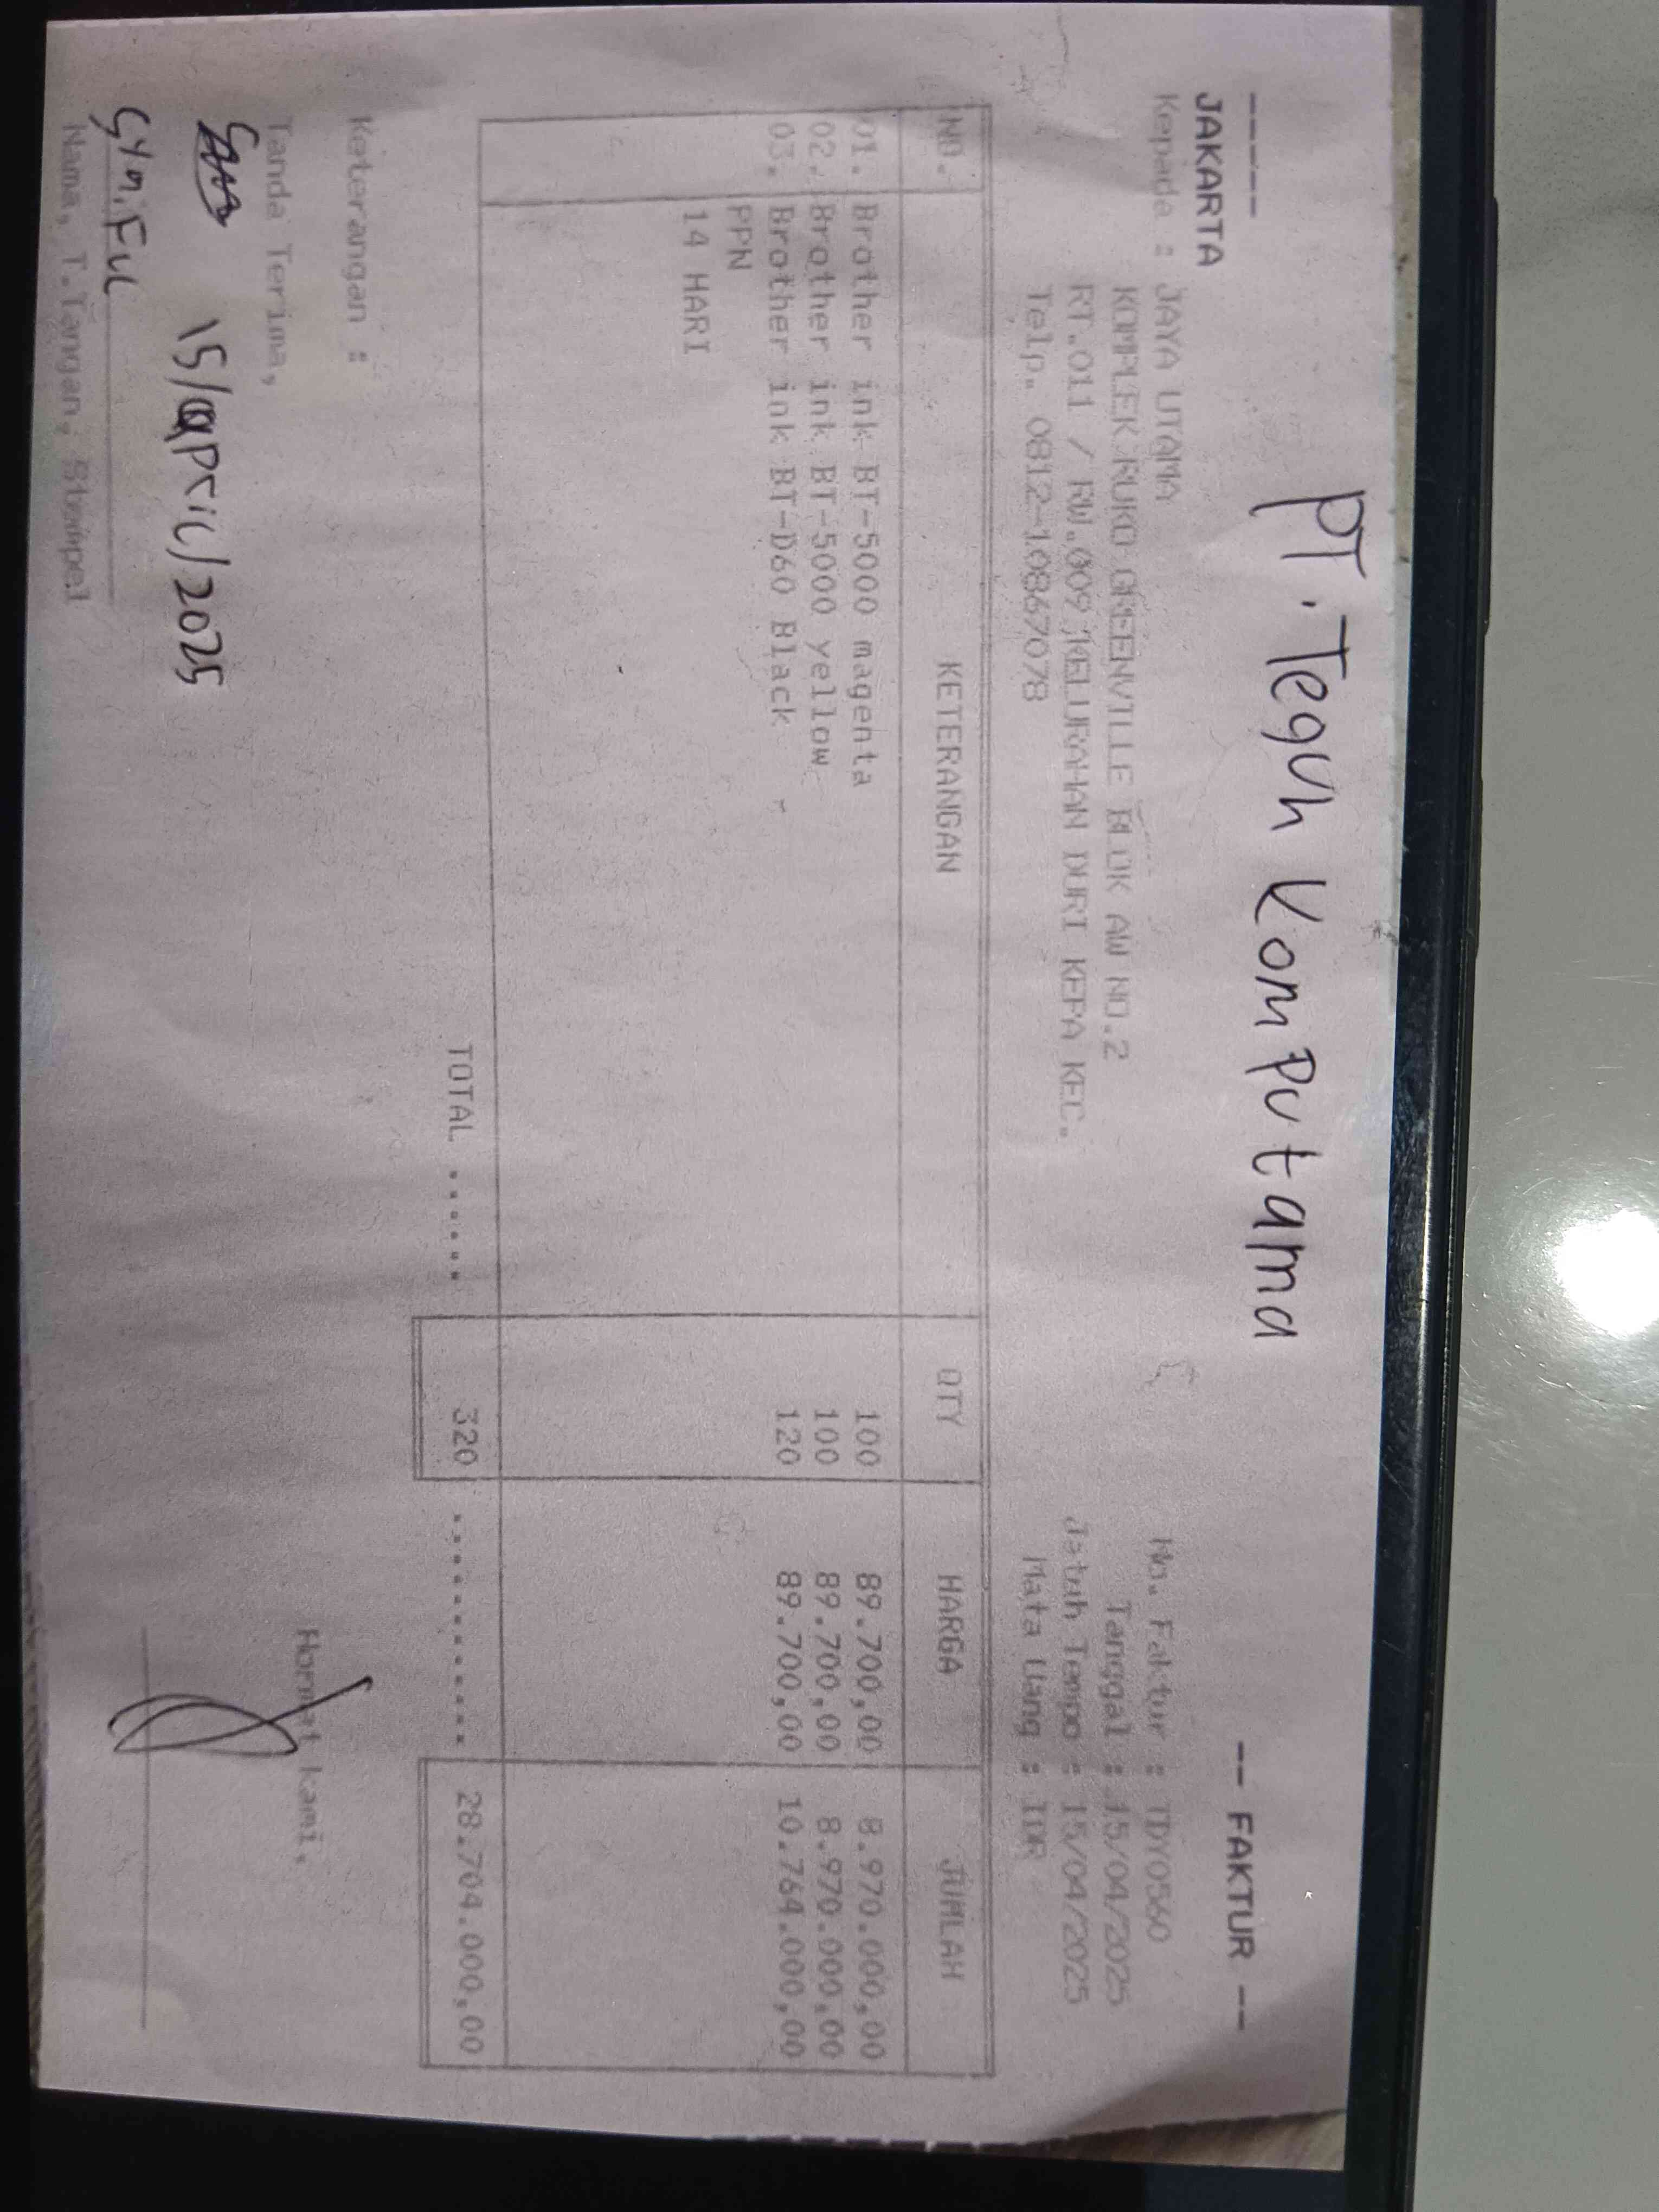 PT. Teguh Komputama
-----
-- FAKTUR --
JAKARTA
Kepada : JAYA UTAMA
No. Faktur : TDY0560
KOMPLEK RUKO GREENVILLE BLOK AW NO.2
Tanggal : 15/04/2025
RT.011 / RW.009 ,KELURAHAN DURI KEPA KEC.
Jatuh Tempo : 15/04/2025
Telp. 0812-10867078
Mata Uang : IDR
NO. KETERANGAN QTY HARGA JUMLAH
01. Brother ink BT-5000 magenta 100 89.700,00 8.970.000,00
02. Brother ink BT-5000 yellow 100 89.700,00 8.970.000,00
03. Brother ink BT-D60 Black 120 89.700,00 10.764.000,00
PPN
14 HARI
TOTAL ...... 320 ............ 28.704.000,00
Keterangan :
Tanda Terima,
Hormat kami,
15/april/2025
Nama, T.Tangan, Stempel